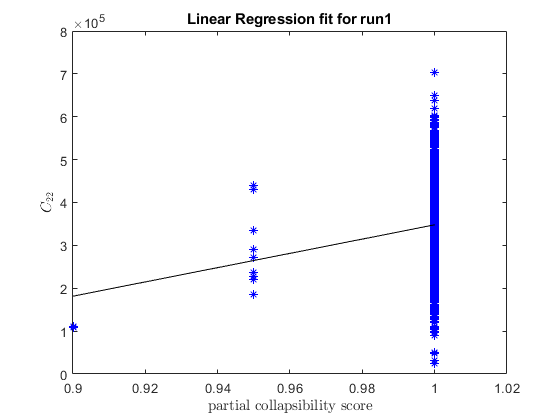 Linear Regression fit for run1
×10^5
8
7
6
5
4
3
2
1
0
C_22
0.9 0.92 0.94 0.96 0.98 1 1.02
partial collapsibility score